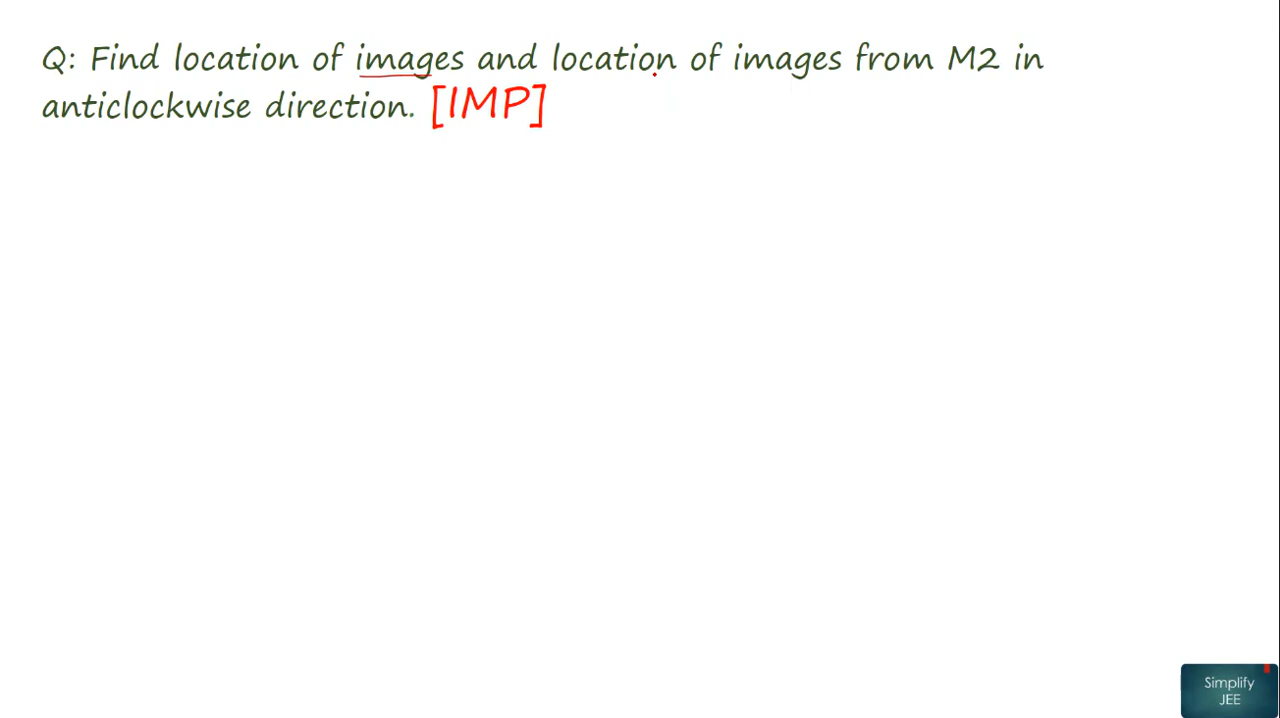 Q: Find location of images and location of images from M2 in
anticlockwise direction. [IMP]
Simplify
JEE